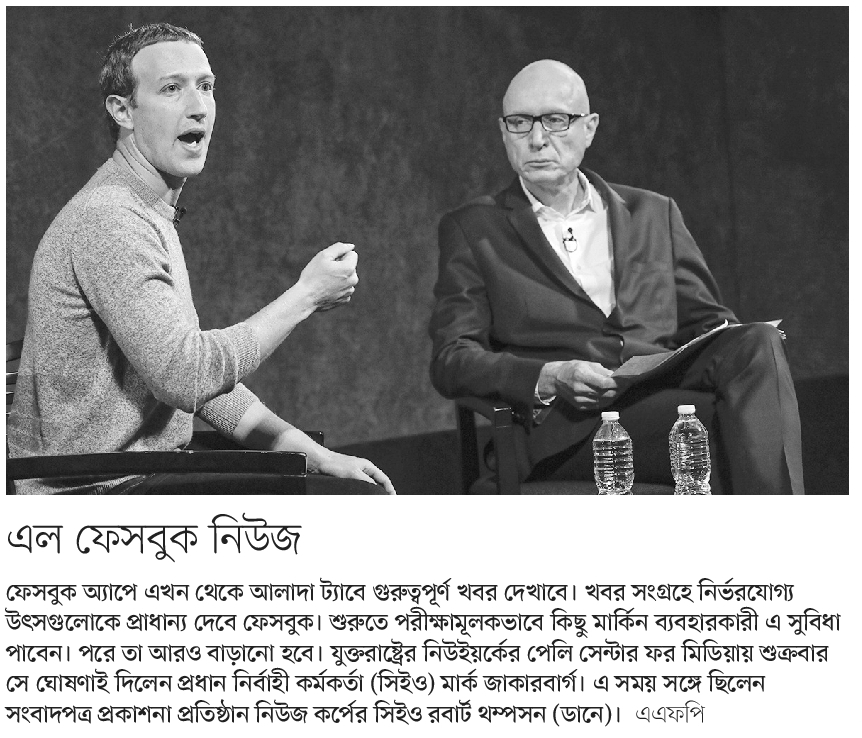 এল ফেসবুক নিউজ
ফেসবুক অ্যাপে এখন থেকে আলাদা ট্যাবে গুরুত্বপূর্ণ খবর দেখাবে। খবর সংগ্রহে নির্ভরযোগ্য
উৎসগুলোকে প্রাধান্য দেবে ফেসবুক। শুরুতে পরীক্ষামূলকভাবে কিছু মার্কিন ব্যবহারকারী এ সুবিধা
পাবেন। পরে তা আরও বাড়ানো হবে। যুক্তরাষ্ট্রের নিউইয়র্কের পেলি সেন্টার ফর মিডিয়ায় শুক্রবার
সে ঘোষণাই দিলেন প্রধান নির্বাহী কর্মকর্তা (সিইও) মার্ক জাকারবার্গ। এ সময় সঙ্গে ছিলেন
সংবাদপত্র প্রকাশনা প্রতিষ্ঠান নিউজ কর্পের সিইও রবার্ট থম্পসন (ডানে)। এএফপি